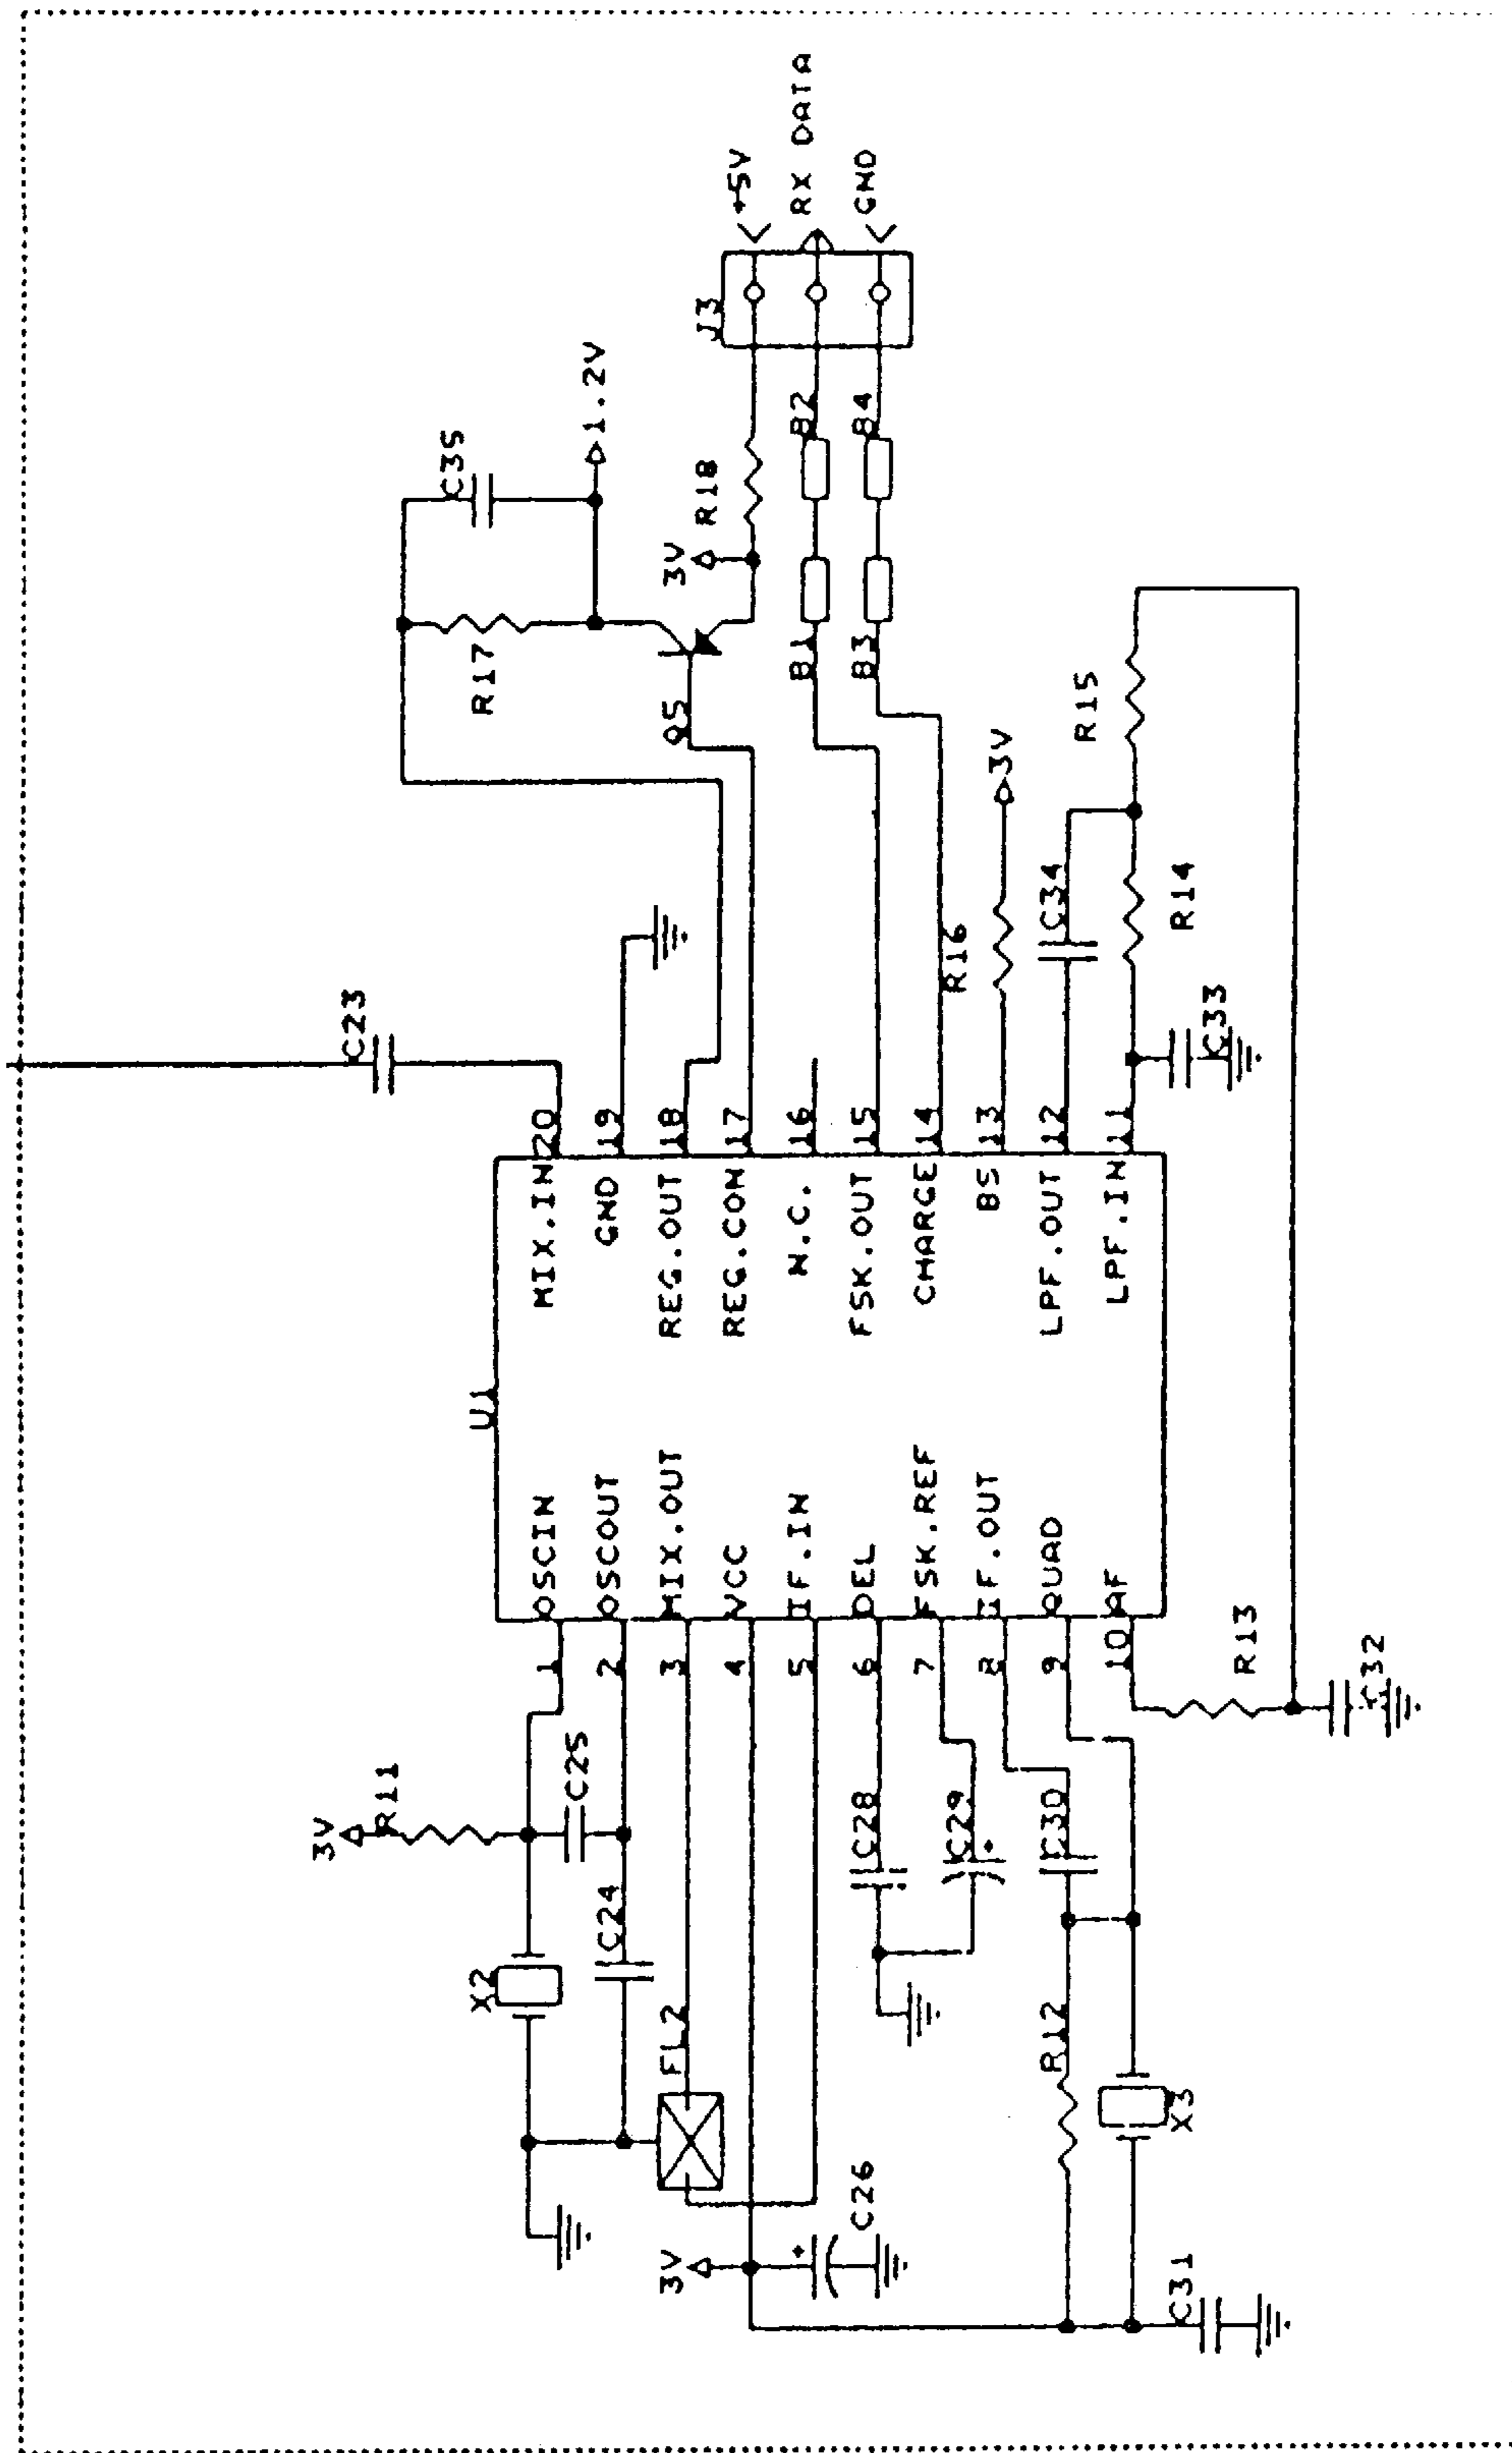 C23
C35
R17
1.2V
Q5
3V
R18
J3
+5V
RX DATA
GND
B1
B2
B3
B4
U1
MIX.IN 20
GND 19
REG.OUT 18
REG.CON 17
N.C. 16
FSK.OUT 15
CHARGE 14
BS 13
LPF.OUT 12
LPF.IN 11
R16
3V
C34
R15
R14
C33
1 OSCIN
2 OSCOUT
3 MIX.OUT
4 VCC
5 IF.IN
6 DEL
7 FSK.REF
8 IF.OUT
9 QUAD
10 AF
3V
R11
C25
X2
C24
FL2
3V
C26
C28
C29
C30
R12
X3
C31
R13
C32
+
+